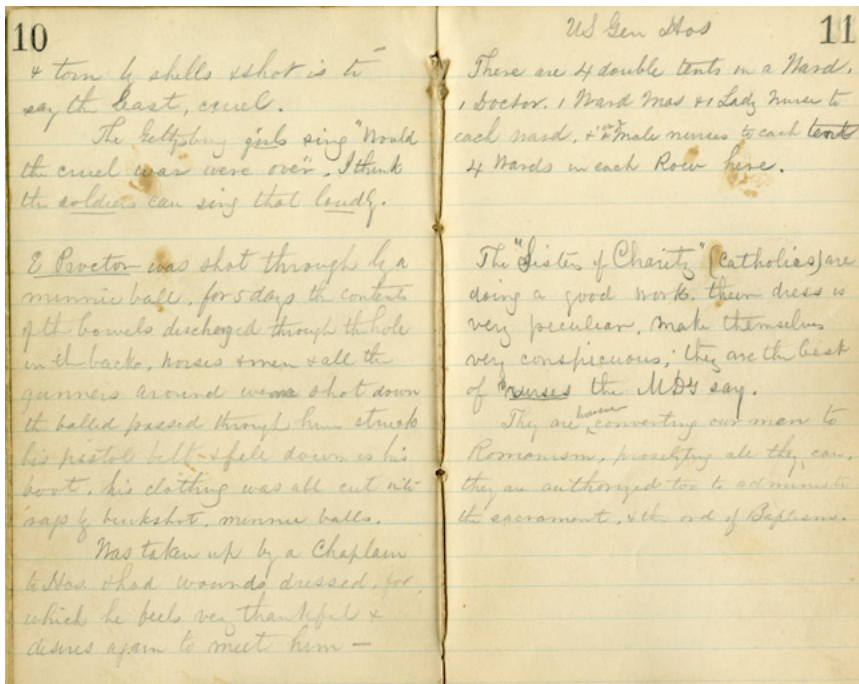 10
& torn by shells & shot is to
say the least, cruel.
The Gettysburg girls sing "Would
the cruel war were over". I think
the soldiers can sing that loudly.
E Proctor was shot through by a
minnie ball. for 5 days the contents
of the bowels discharged through the hole
in the back, horses & men & all the
gunners around were shot down
the balled passed through him struck
his pistol belt & fell down in his
boot. his clothing was all cut into
rags by buckshot, minnie balls.
Was taken up by a Chaplain
to Hos & had wounds dressed, for
which he feels very thankful &
desires again to meet him —
US Gen Hos
11
There are 4 double tents in a Ward.
1 Doctor. 1 Ward Mas & 1 Lady Nurse to
each ward. & male nurses to each tent
4 Wards in each Row here.
The "Sisters of Charity" (Catholics) are
doing a good work. their dress is
very peculiar, make themselves
very conspicuous; they are the best
of nurses the MDs say.
They are however converting our men to
Romanism, proselyting all they can.
they are authorized too to administer
the sacrament, & the ord of Baptism.